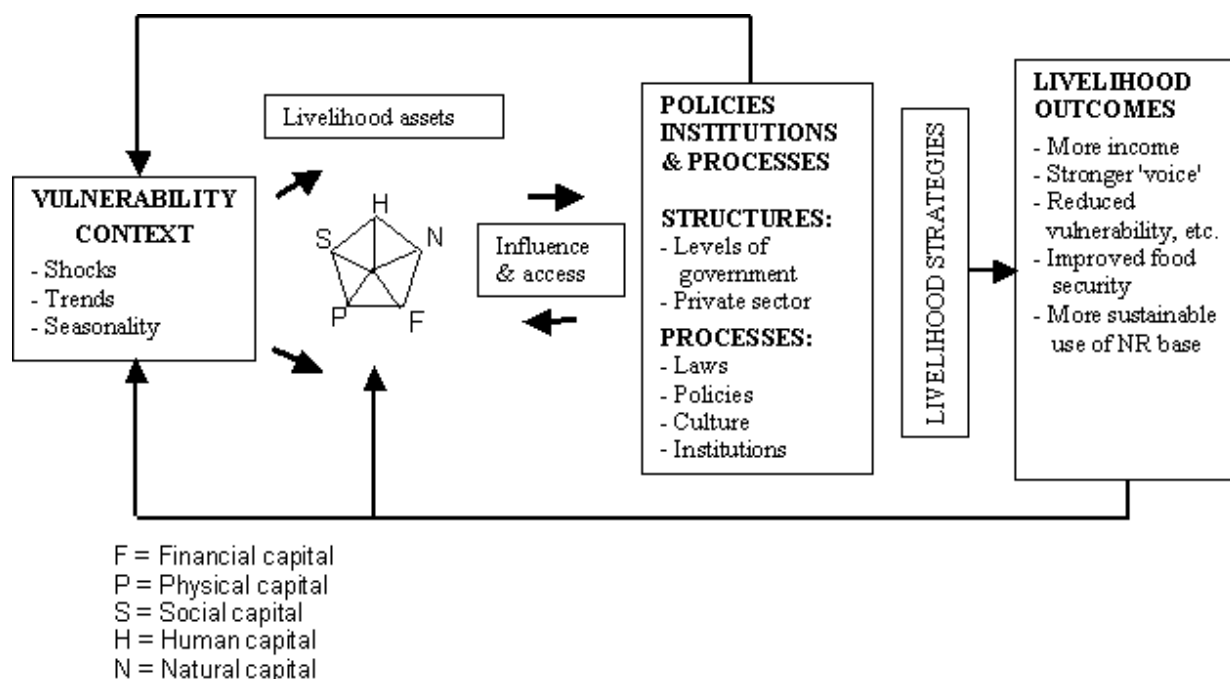 Livelihood assets
VULNERABILITY
CONTEXT
- Shocks
- Trends
- Seasonality
H
S
N
P
F
Influence
& access
POLICIES
INSTITUTIONS
& PROCESSES
STRUCTURES:
- Levels of
government
- Private sector
PROCESSES:
- Laws
- Policies
- Culture
- Institutions
LIVELIHOOD STRATEGIES
LIVELIHOOD
OUTCOMES
- More income
- Stronger 'voice'
- Reduced
vulnerability, etc.
- Improved food
security
- More sustainable
use of NR base
F = Financial capital
P = Physical capital
S = Social capital
H = Human capital
N = Natural capital